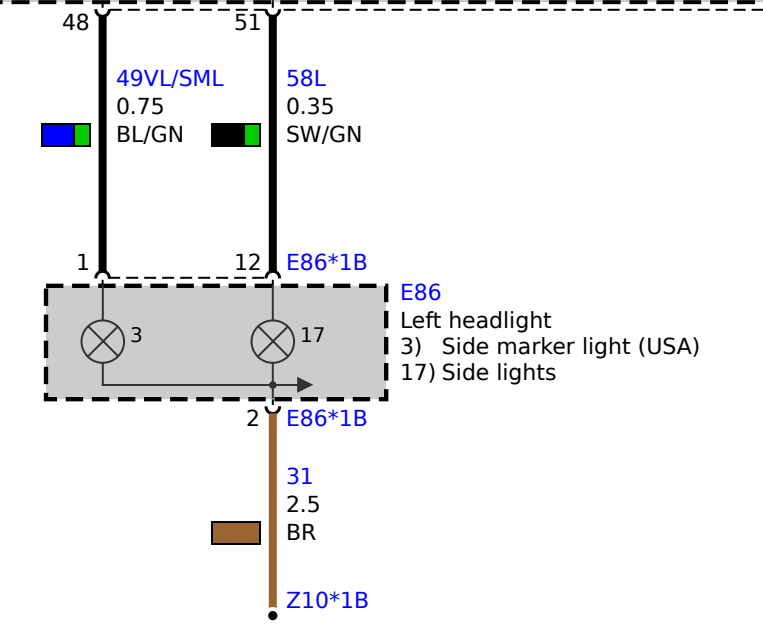 48
51
49VL/SML
0.75
BL/GN
58L
0.35
SW/GN
1
12
E86*1B
3
17
E86
Left headlight
3) Side marker light (USA)
17) Side lights
2
E86*1B
31
2.5
BR
Z10*1B